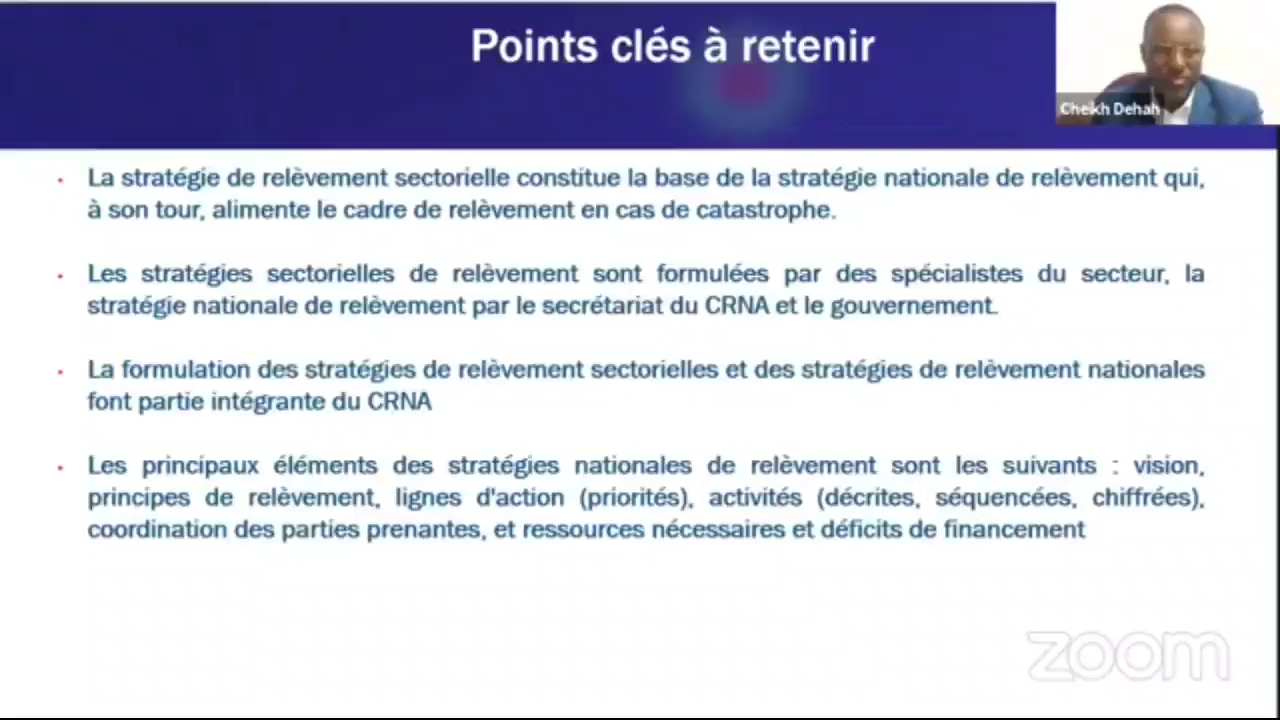 Points clés à retenir
Cheikh Dehah
· La stratégie de relèvement sectorielle constitue la base de la stratégie nationale de relèvement qui,
à son tour, alimente le cadre de relèvement en cas de catastrophe.
· Les stratégies sectorielles de relèvement sont formulées par des spécialistes du secteur, la
stratégie nationale de relèvement par le secrétariat du CRNA et le gouvernement.
· La formulation des stratégies de relèvement sectorielles et des stratégies de relèvement nationales
font partie intégrante du CRNA
· Les principaux éléments des stratégies nationales de relèvement sont les suivants : vision,
principes de relèvement, lignes d'action (priorités), activités (décrites, séquencées, chiffrées),
coordination des parties prenantes, et ressources nécessaires et déficits de financement
zoom